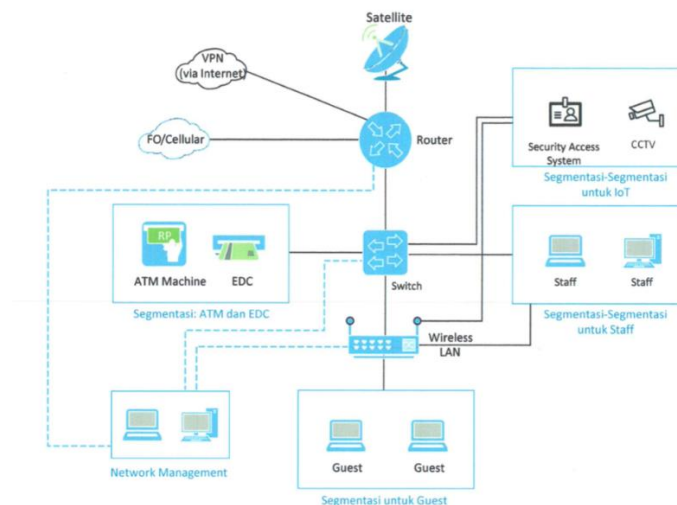 Satellite
VPN
(via Internet)
FO/Cellular
Router
Security Access
System
CCTV
Segmentasi-Segmentasi
untuk IoT
RP
ATM Machine
EDC
Segmentasi: ATM dan EDC
Switch
Staff
Staff
Segmentasi-Segmentasi
untuk Staff
Wireless
LAN
Network Management
Guest
Guest
Segmentasi untuk Guest